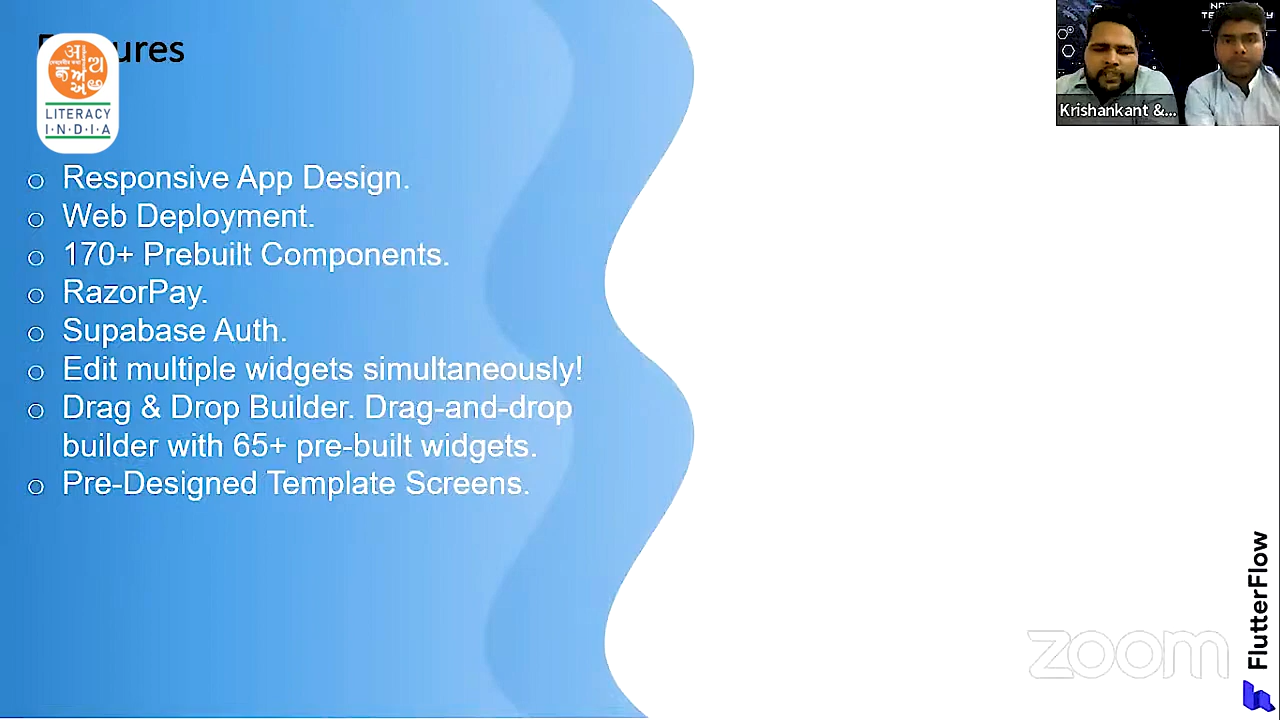 ures
LITERACY
I·N·D·I·A
Responsive App Design.
Web Deployment.
170+ Prebuilt Components.
RazorPay.
Supabase Auth.
Edit multiple widgets simultaneously!
Drag & Drop Builder. Drag-and-drop
builder with 65+ pre-built widgets.
Pre-Designed Template Screens.
Krishankant &...
zoom
FlutterFlow